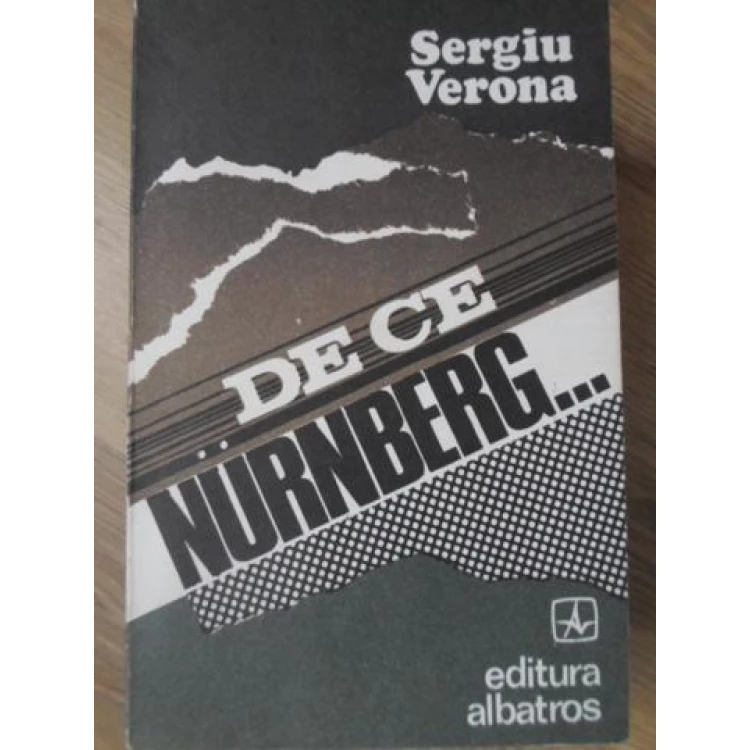 Sergiu
Verona
DE CE
NÜRNBERG...
editura
albatros